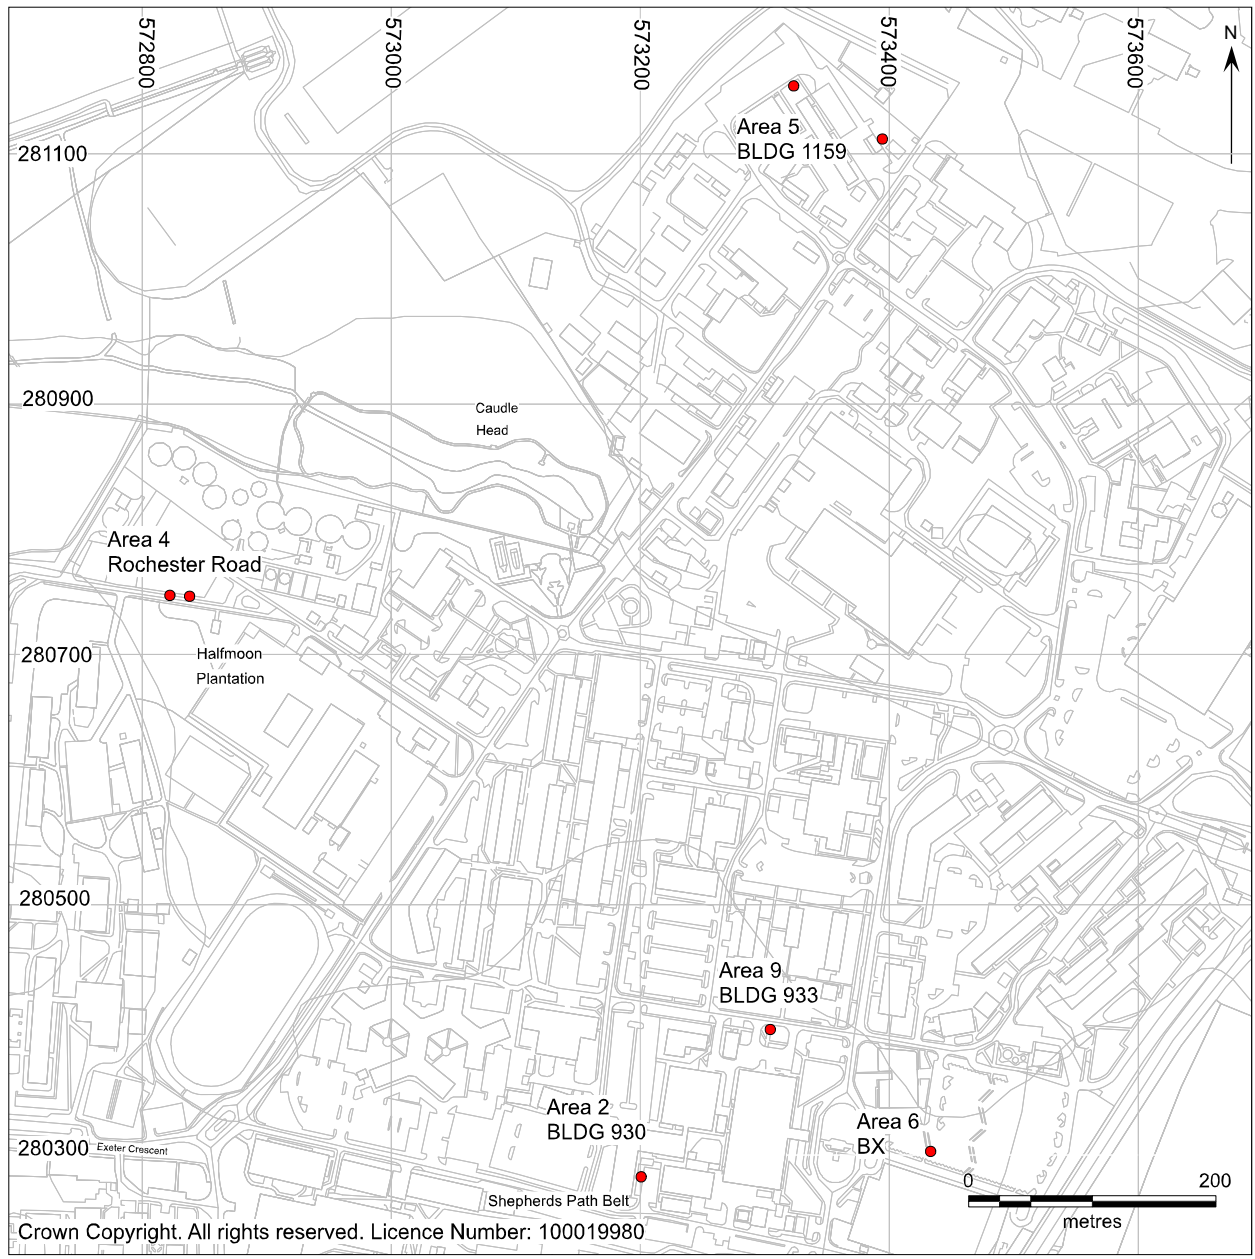 572800
573000
573200
573400
573600
N
Area 5
BLDG 1159
281100
280900
Caudle
Head
Area 4
Rochester Road
280700
Halfmoon
Plantation
280500
Area 9
BLDG 933
Area 2
BLDG 930
Area 6
BX
280300
Exeter Crescent
0
200
metres
Shepherds Path Belt
Crown Copyright. All rights reserved. Licence Number: 100019980